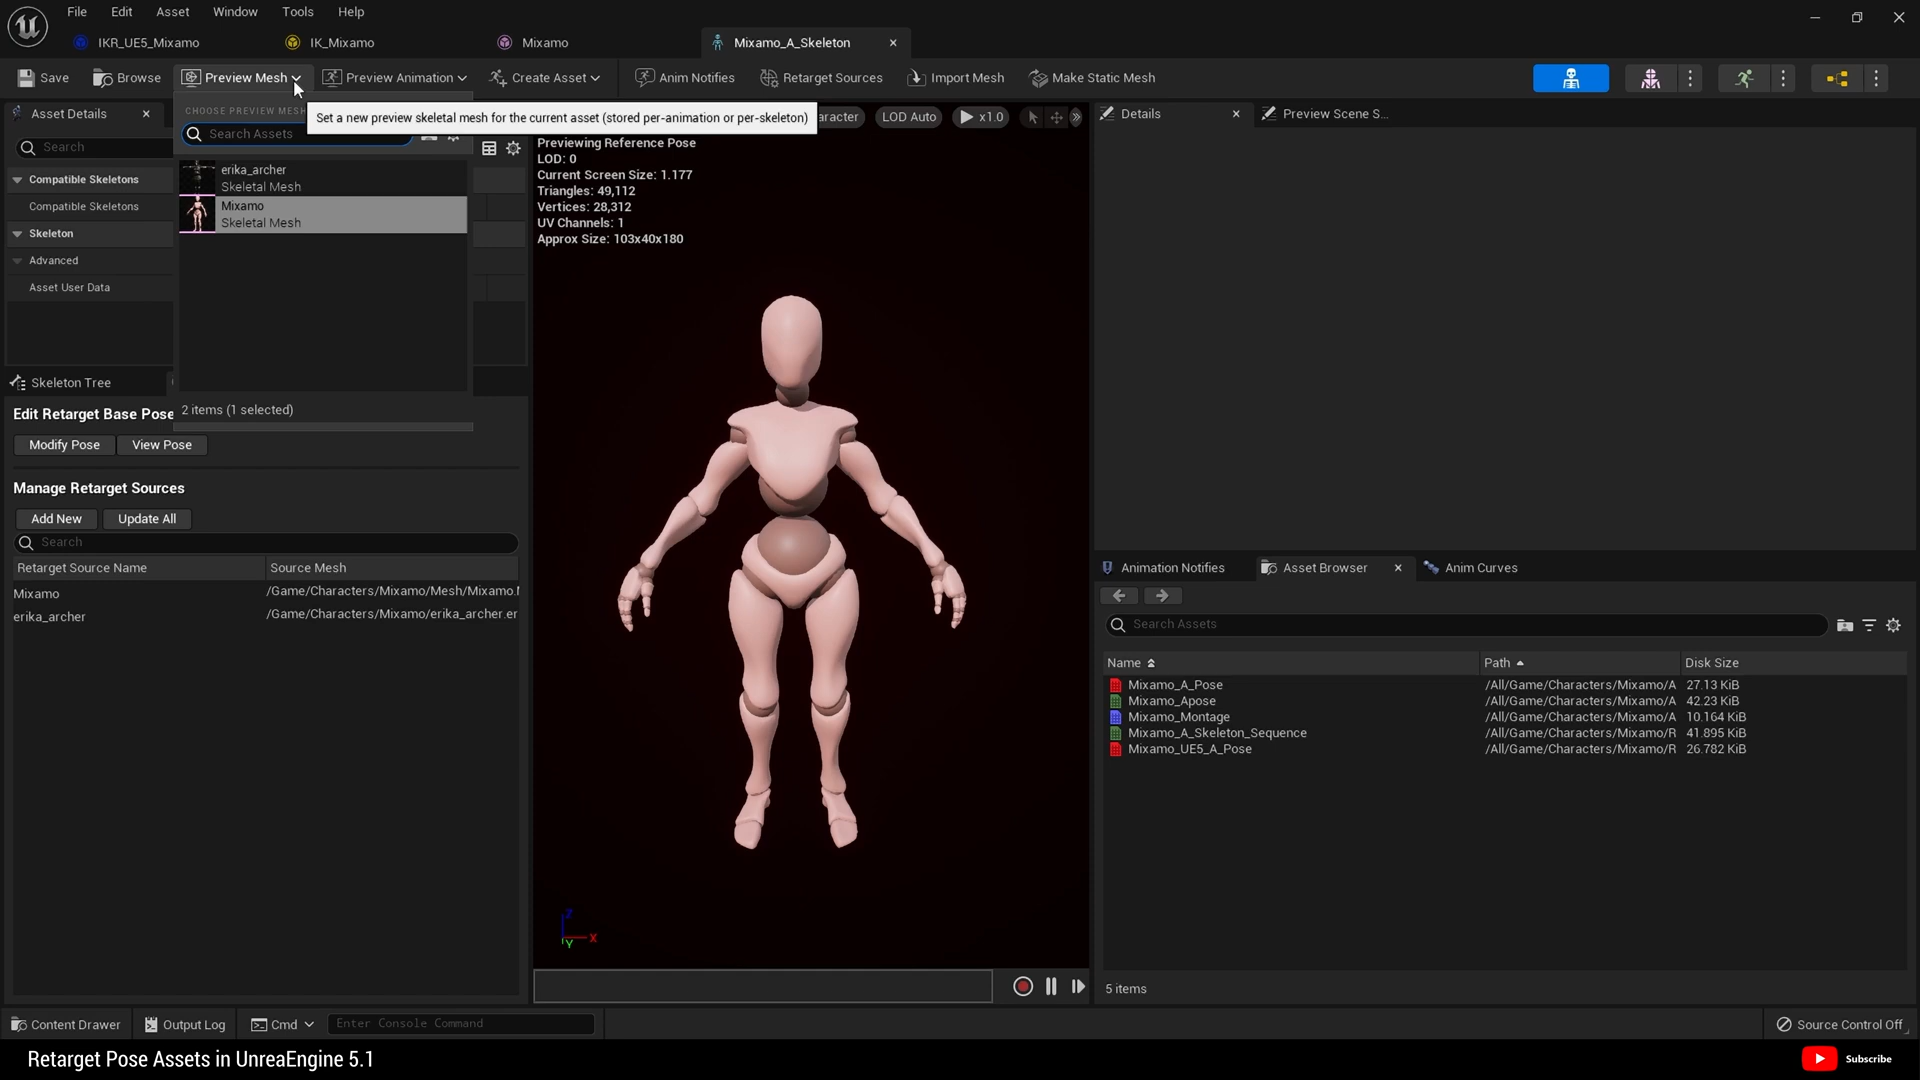 File Edit Asset Window Tools Help
IKR_UE5_Mixamo IK_Mixamo Mixamo Mixamo_A_Skeleton
Save Browse Preview Mesh Preview Animation Create Asset Anim Notifies Retarget Sources Import Mesh Make Static Mesh
Asset Details
CHOOSE PREVIEW MESH
Set a new preview skeletal mesh for the current asset (stored per-animation or per-skeleton)
aracter LOD Auto x1.0
Details Preview Scene S...
Search Assets
Search
Previewing Reference Pose
LOD: 0
Current Screen Size: 1.177
Triangles: 49,112
Vertices: 28,312
UV Channels: 1
Approx Size: 103x40x180
erika_archer
Skeletal Mesh
Mixamo
Skeletal Mesh
Compatible Skeletons
Compatible Skeletons
Skeleton
Advanced
Asset User Data
2 items (1 selected)
Skeleton Tree
Edit Retarget Base Pose
Modify Pose View Pose
Manage Retarget Sources
Add New Update All
Search
Retarget Source Name Source Mesh
Mixamo /Game/Characters/Mixamo/Mesh/Mixamo.
erika_archer /Game/Characters/Mixamo/erika_archer.er
Z
X
Y
Animation Notifies Asset Browser Anim Curves
Search Assets
Name Path Disk Size
Mixamo_A_Pose /All/Game/Characters/Mixamo/A 27.13 KiB
Mixamo_Apose /All/Game/Characters/Mixamo/A 42.23 KiB
Mixamo_Montage /All/Game/Characters/Mixamo/A 10.164 KiB
Mixamo_A_Skeleton_Sequence /All/Game/Characters/Mixamo/R 41.895 KiB
Mixamo_UE5_A_Pose /All/Game/Characters/Mixamo/R 26.782 KiB
5 items
Content Drawer Output Log Cmd Enter Console Command Source Control Off
Retarget Pose Assets in UnreaEngine 5.1 Subscribe